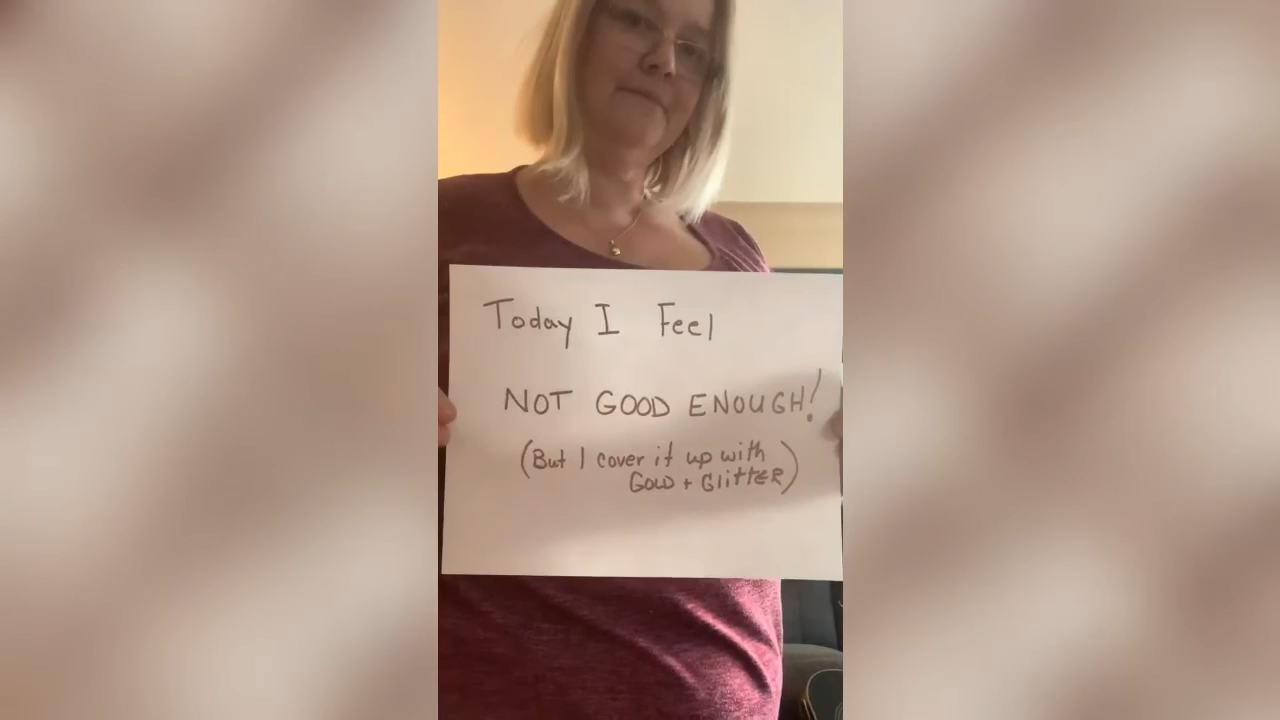 Today I Feel
NOT GOOD ENOUGH!
(But I cover it up with
GOLD + GlittER)